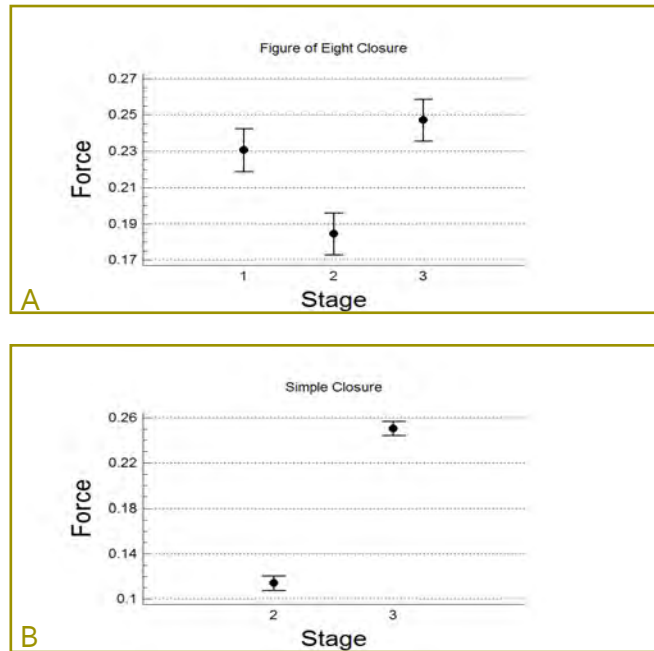 Figure of Eight Closure
0.27
0.25
0.23
0.21
0.19
0.17
Force
1 2 3
Stage
A
Simple Closure
0.26
0.22
0.18
0.14
0.1
Force
2 3
Stage
B